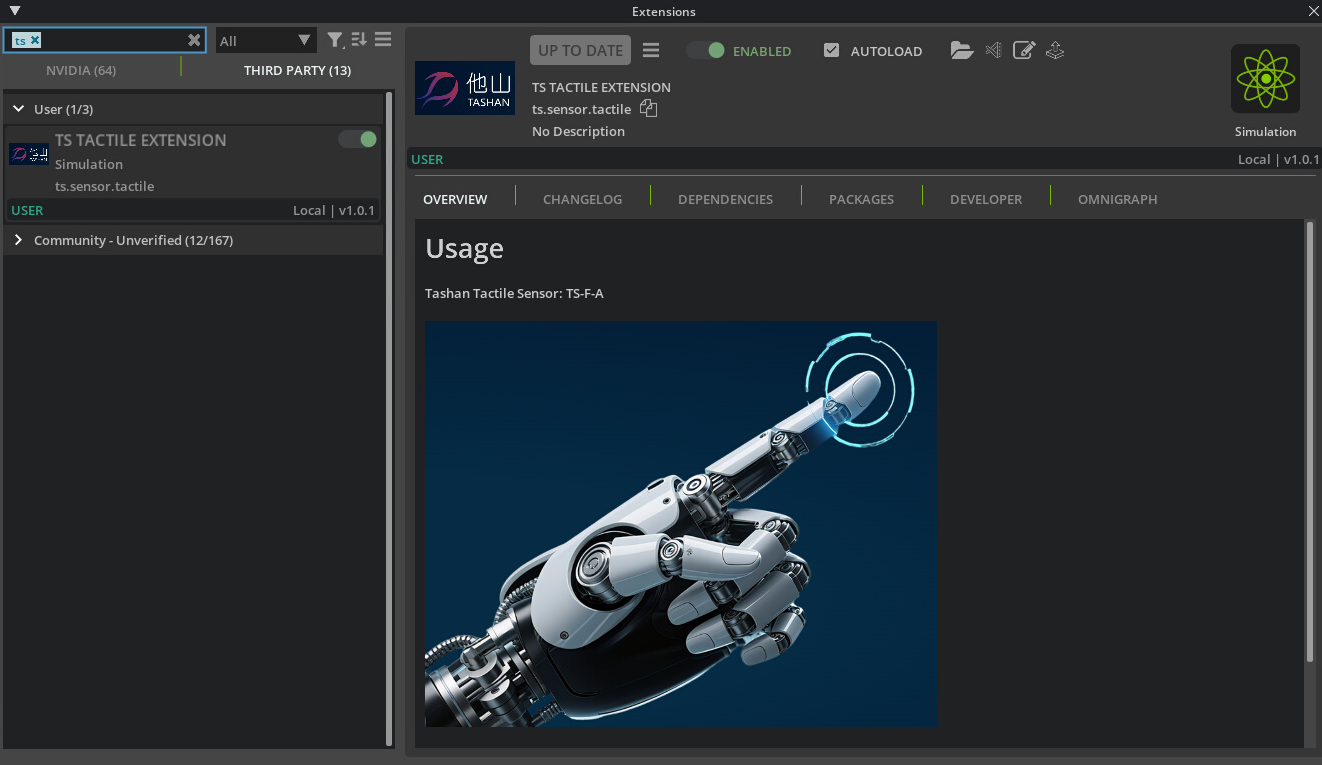 Extensions
ts
All
NVIDIA (64)
THIRD PARTY (13)
User (1/3)
TS TACTILE EXTENSION
Simulation
ts.sensor.tactile
USER
Local | v1.0.1
Community - Unverified (12/167)
UP TO DATE
ENABLED
AUTOLOAD
他山
TASHAN
TS TACTILE EXTENSION
ts.sensor.tactile
No Description
Simulation
USER
Local | v1.0.1
OVERVIEW
CHANGELOG
DEPENDENCIES
PACKAGES
DEVELOPER
OMNIGRAPH
Usage
Tashan Tactile Sensor: TS-F-A